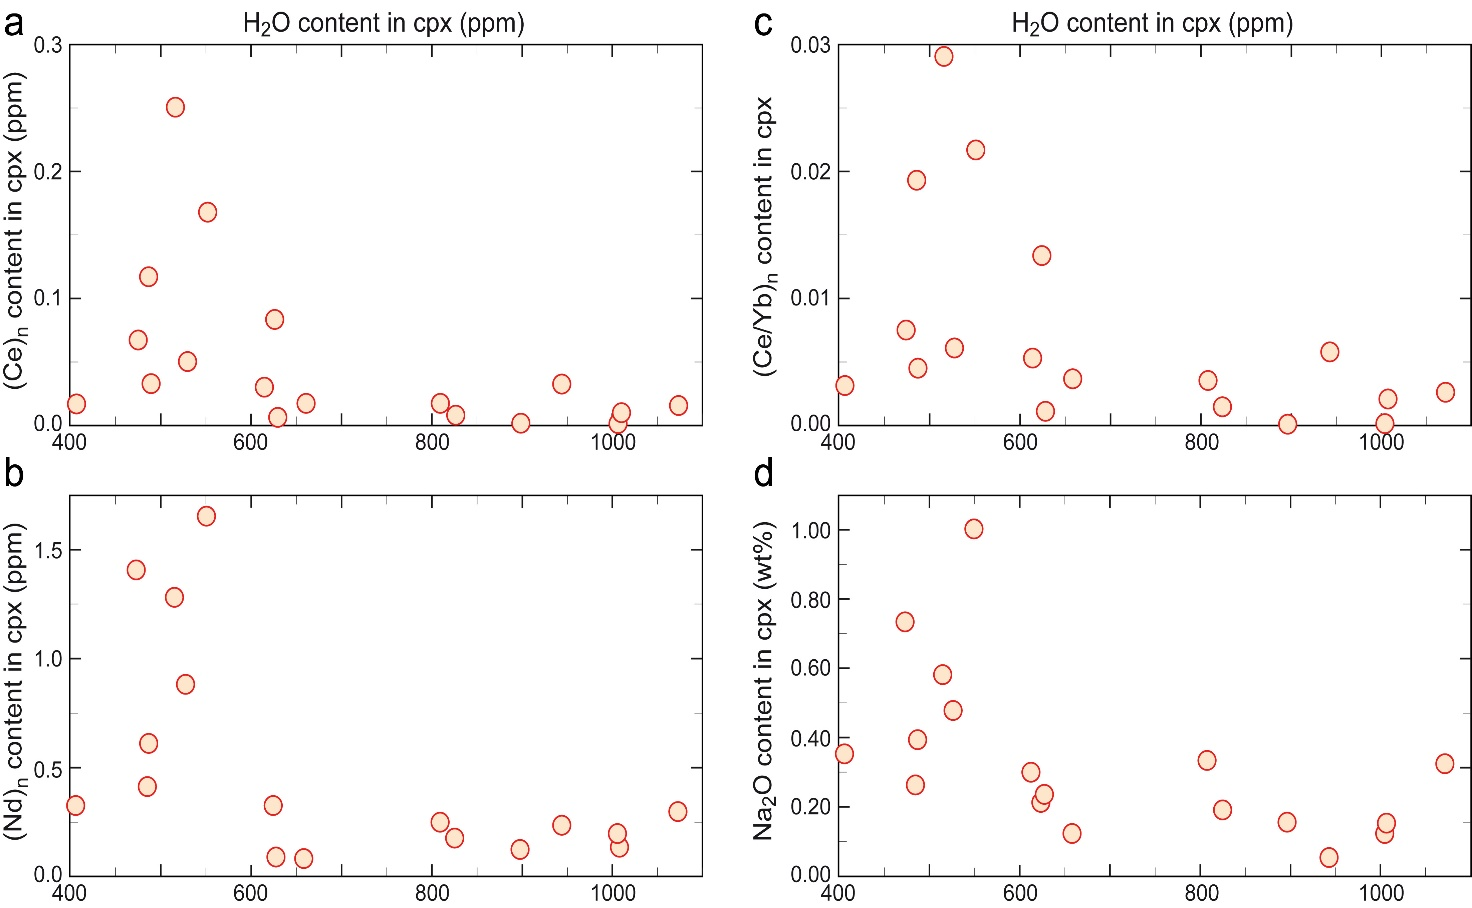 a
H2O content in cpx (ppm)
(Ce)n content in cpx (ppm)
0.3
0.2
0.1
0.0
400 600 800 1000
c
H2O content in cpx (ppm)
(Ce/Yb)n content in cpx
0.03
0.02
0.01
0.00
400 600 800 1000
b
(Nd)n content in cpx (ppm)
1.5
1.0
0.5
0.0
400 600 800 1000
d
Na2O content in cpx (wt%)
1.00
0.80
0.60
0.40
0.20
0.00
400 600 800 1000